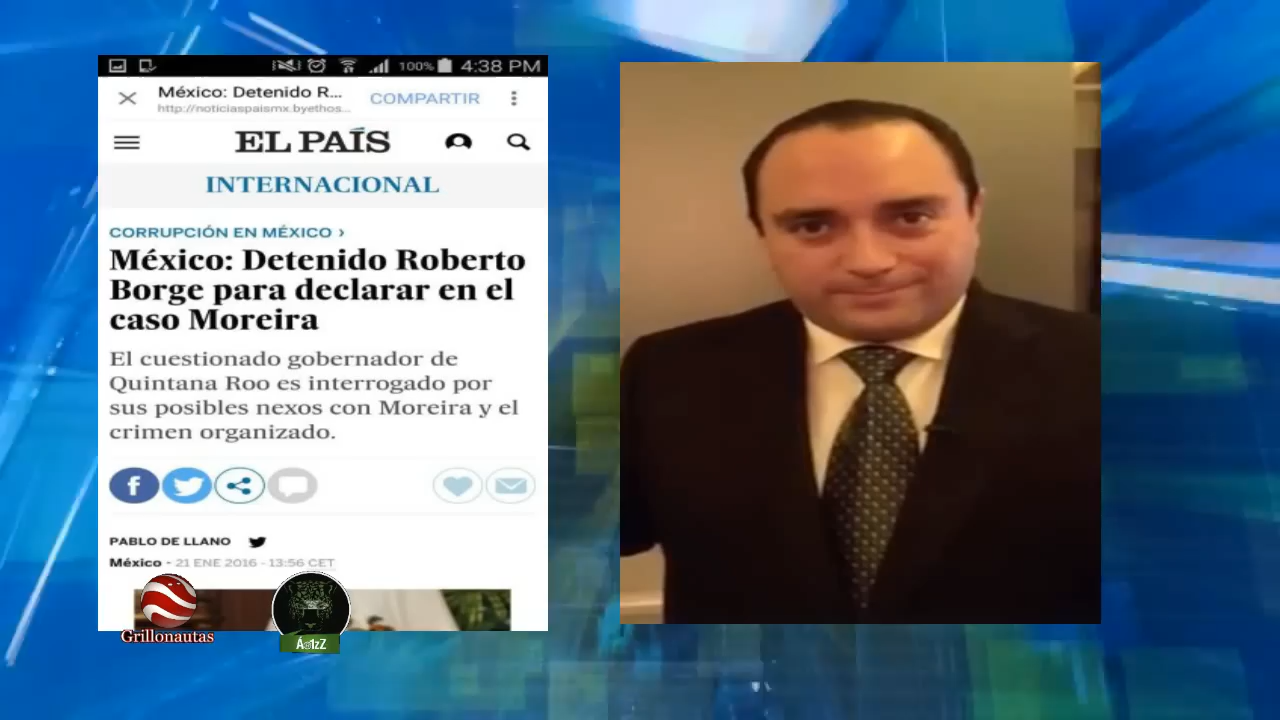 100% 4:38 PM
México: Detenido R... COMPARTIR
http://noticiaspaismx.byethos...
EL PAÍS
INTERNACIONAL
CORRUPCIÓN EN MÉXICO ›
México: Detenido Roberto
Borge para declarar en el
caso Moreira
El cuestionado gobernador de
Quintana Roo es interrogado por
sus posibles nexos con Moreira y el
crimen organizado.
PABLO DE LLANO
México - 21 ENE 2016 - 13:56 CET
Grillonautas
A@1zZ